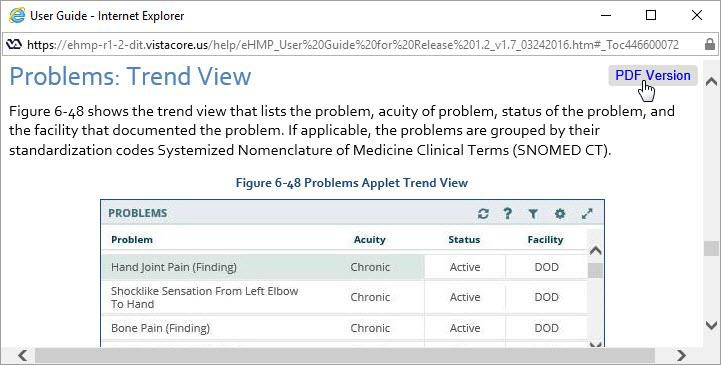 User Guide - Internet Explorer
https://ehmp-r1-2-dit.vistacore.us/help/eHMP_User%20Guide%20for%20Release%201.2_v1.7_03242016.htm#_Toc446600072
Problems: Trend View
PDF Version
Figure 6-48 shows the trend view that lists the problem, acuity of problem, status of the problem, and
the facility that documented the problem. If applicable, the problems are grouped by their
standardization codes Systemized Nomenclature of Medicine Clinical Terms (SNOMED CT).
Figure 6-48 Problems Applet Trend View
PROBLEMS
Problem Acuity Status Facility
Hand Joint Pain (Finding) Chronic Active DOD
Shocklike Sensation From Left Elbow
To Hand Chronic Active DOD
Bone Pain (Finding) Chronic Active DOD